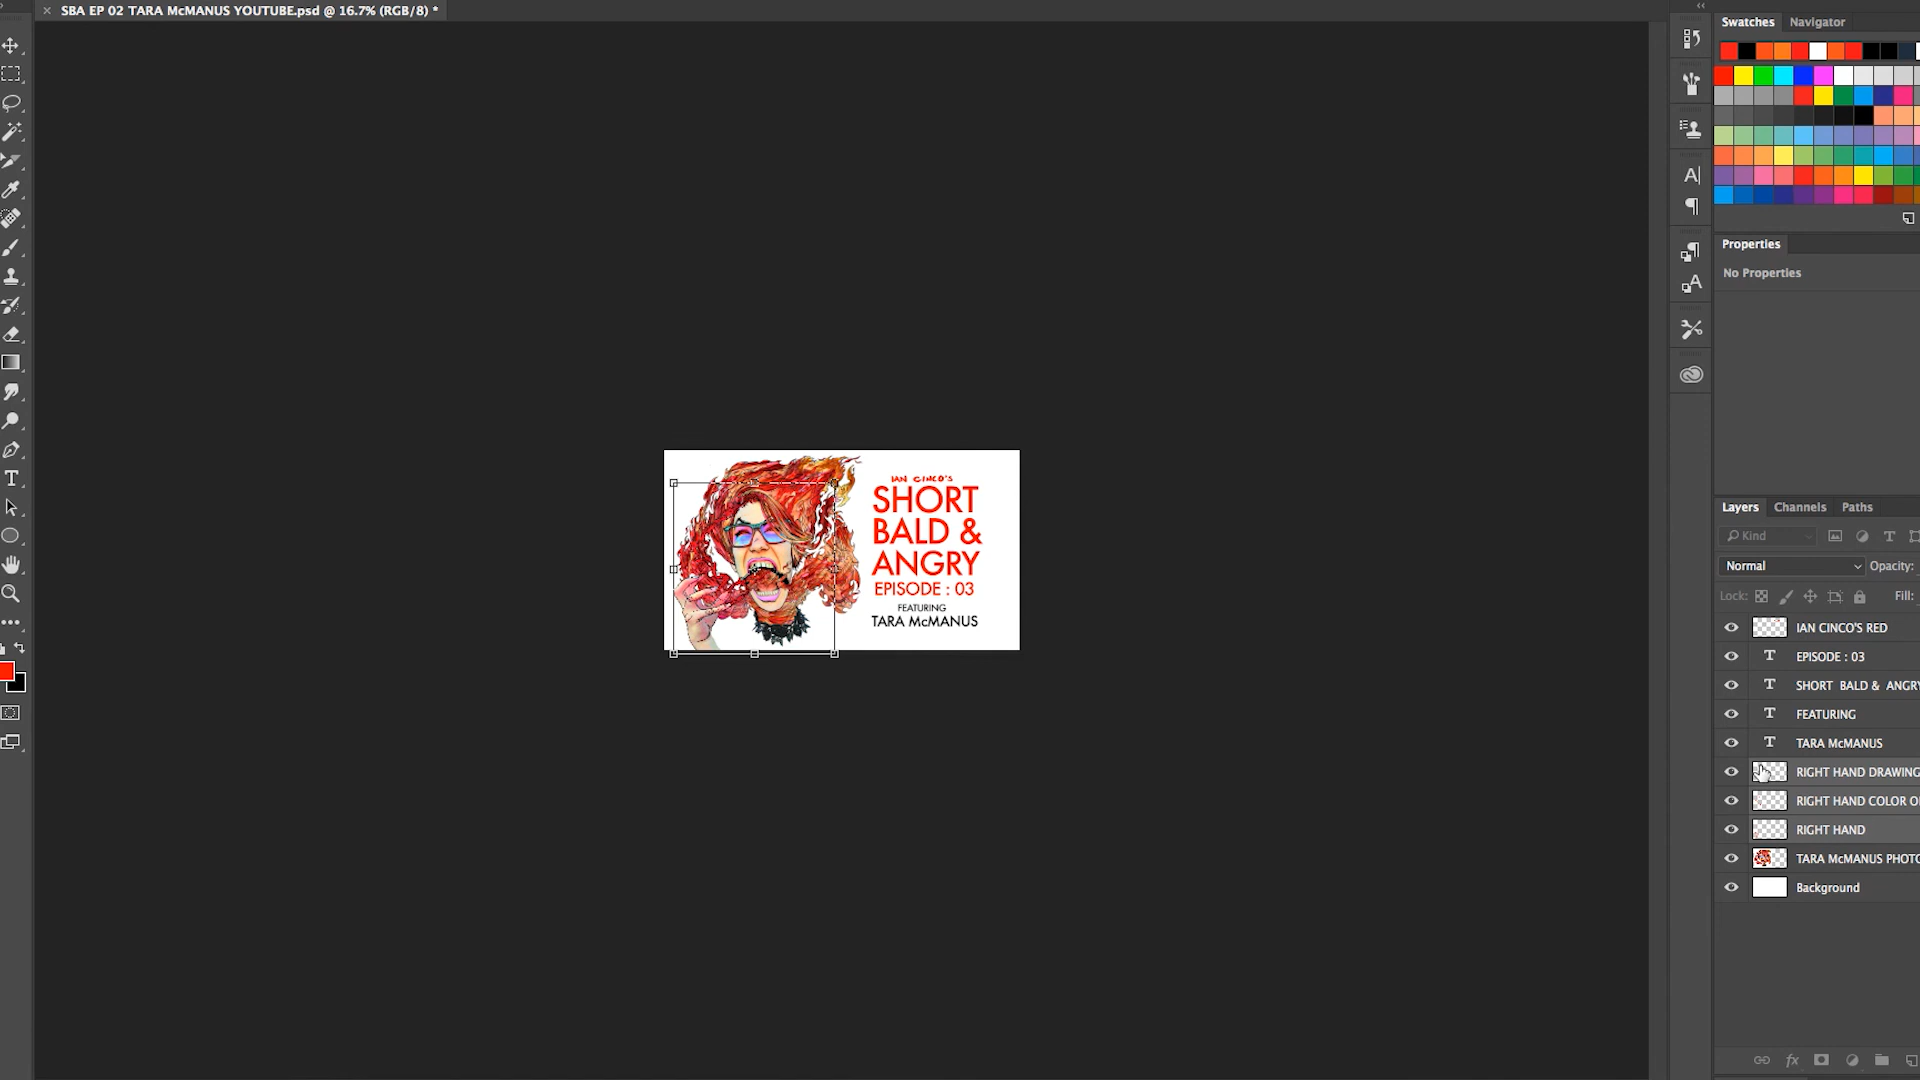 SBA EP 02 TARA McMANUS YOUTUBE.psd @ 16.7% (RGB/8) *
Swatches Navigator
Properties
No Properties
IAN CINCO'S
SHORT
BALD &
ANGRY
EPISODE : 03
FEATURING
TARA McMANUS
Layers Channels Paths
Kind
Normal Opacity:
Lock: Fill:
IAN CINCO'S RED
EPISODE : 03
SHORT BALD & ANGRY
FEATURING
TARA McMANUS
RIGHT HAND DRAWING
RIGHT HAND COLOR
RIGHT HAND
TARA McMANUS PHOTO
Background